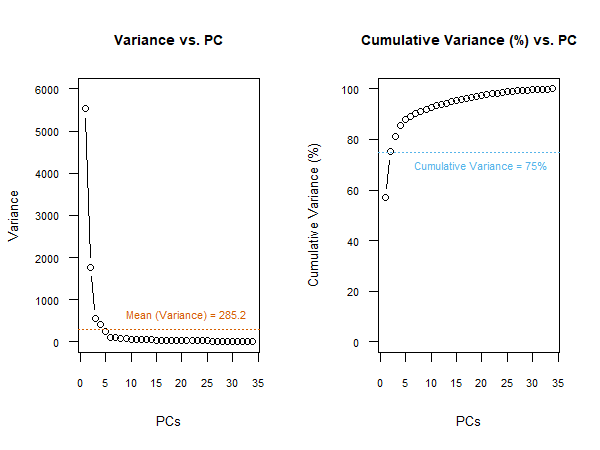 Variance vs. PC
Variance
6000
5000
4000
3000
2000
1000
0
Mean (Variance) = 285.2
0 5 10 15 20 25 30 35
PCs
Cumulative Variance (%) vs. PC
Cumulative Variance (%)
100
80
60
40
20
0
Cumulative Variance = 75%
0 5 10 15 20 25 30 35
PCs